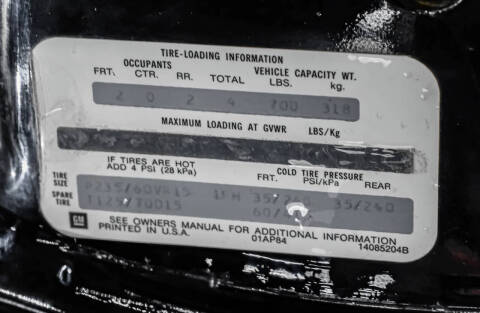 TIRE-LOADING INFORMATION
OCCUPANTS VEHICLE CAPACITY WT.
FRT. CTR. RR. TOTAL LBS. kg.
2 0 2 4 700 318
MAXIMUM LOADING AT GVWR LBS/Kg
IF TIRES ARE HOT
ADD 4 PSI (28 kPa)
COLD TIRE PRESSURE
FRT. PSI/kPa REAR
TIRE SIZE P235/60VR15 35/240 35/240
SPARE TIRE 60/
GM SEE OWNERS MANUAL FOR ADDITIONAL INFORMATION
PRINTED IN U.S.A. 01AP84 14085204B